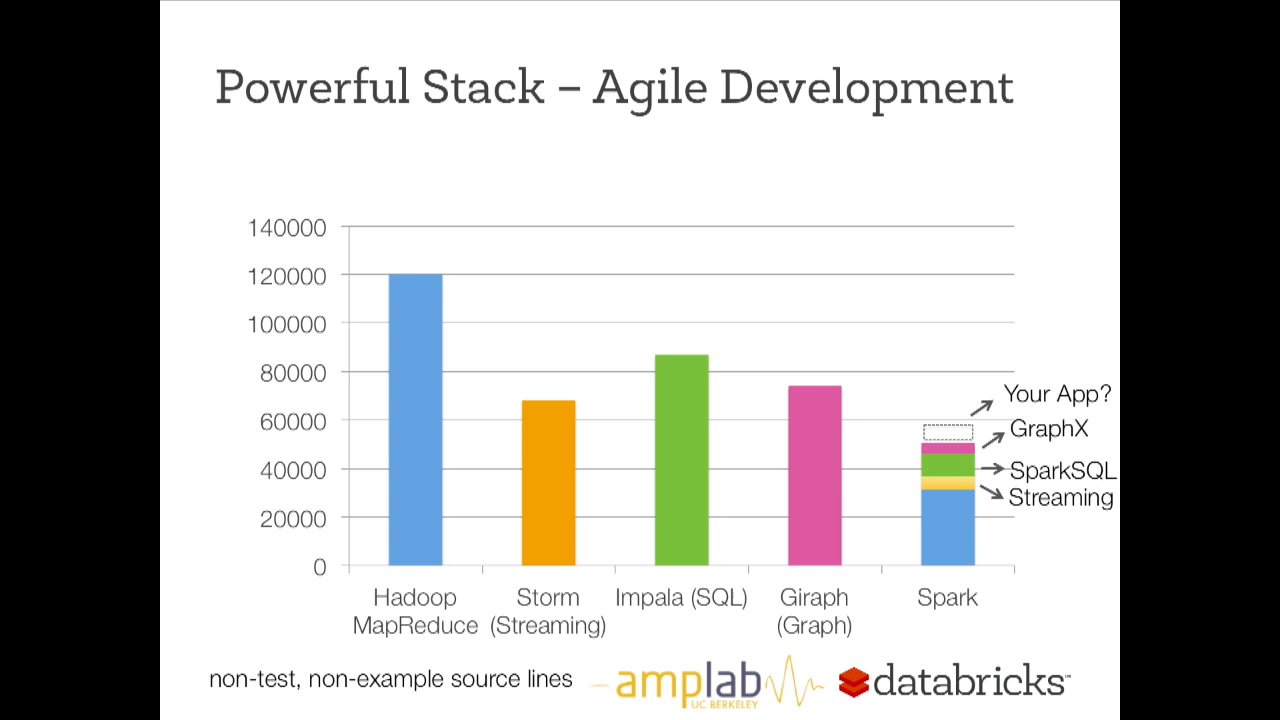 Powerful Stack – Agile Development
140000
120000
100000
80000
60000
40000
20000
0
Your App?
GraphX
SparkSQL
Streaming
Hadoop MapReduce
Storm (Streaming)
Impala (SQL)
Giraph (Graph)
Spark
non-test, non-example source lines
amplab
UC BERKELEY
databricks™